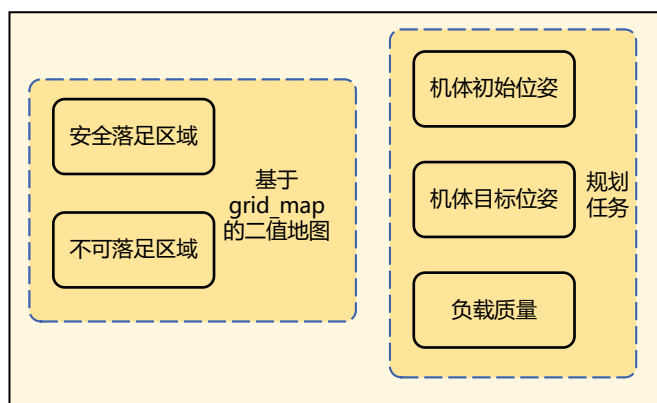 安全落足区域
不可落足区域
基于
grid_map
的二值地图
机体初始位姿
机体目标位姿
负载质量
规划
任务